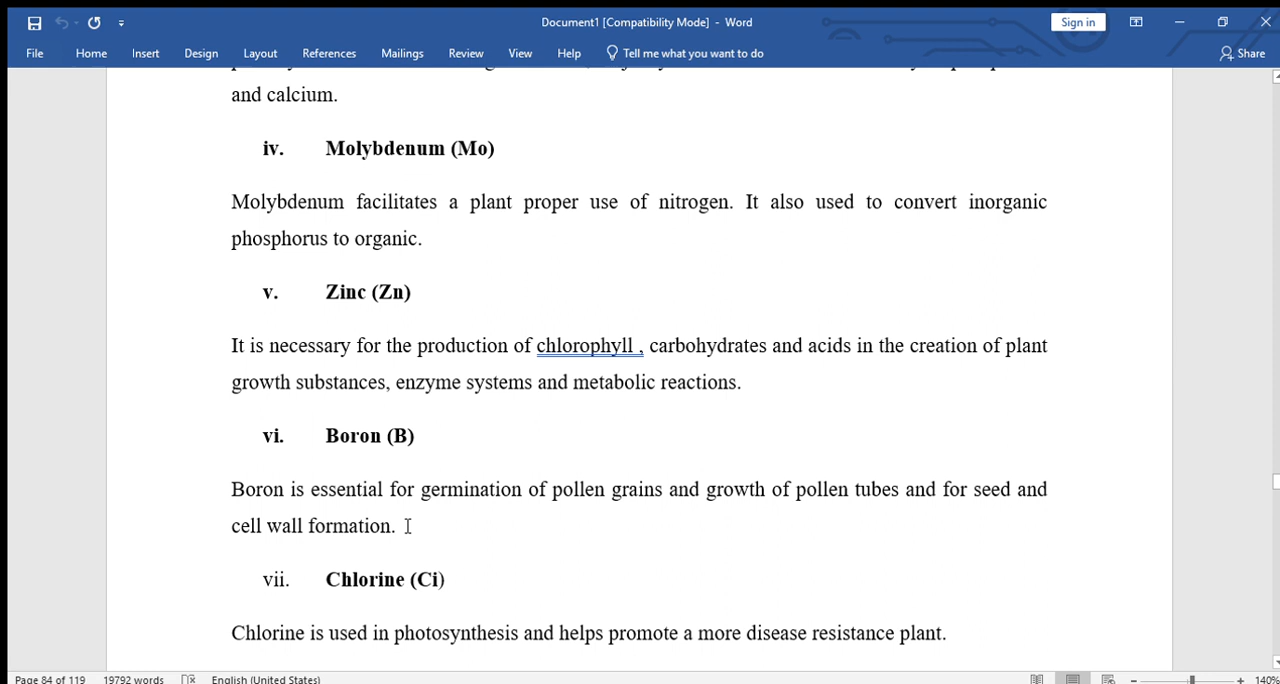 Document1 [Compatibility Mode] - Word
Sign in
File Home Insert Design Layout References Mailings Review View Help Tell me what you want to do Share
and calcium.
iv. Molybdenum (Mo)
Molybdenum facilitates a plant proper use of nitrogen. It also used to convert inorganic
phosphorus to organic.
v. Zinc (Zn)
It is necessary for the production of chlorophyll , carbohydrates and acids in the creation of plant
growth substances, enzyme systems and metabolic reactions.
vi. Boron (B)
Boron is essential for germination of pollen grains and growth of pollen tubes and for seed and
cell wall formation.
vii. Chlorine (Ci)
Chlorine is used in photosynthesis and helps promote a more disease resistance plant.
Page 84 of 119 19792 words English (United States) 140%